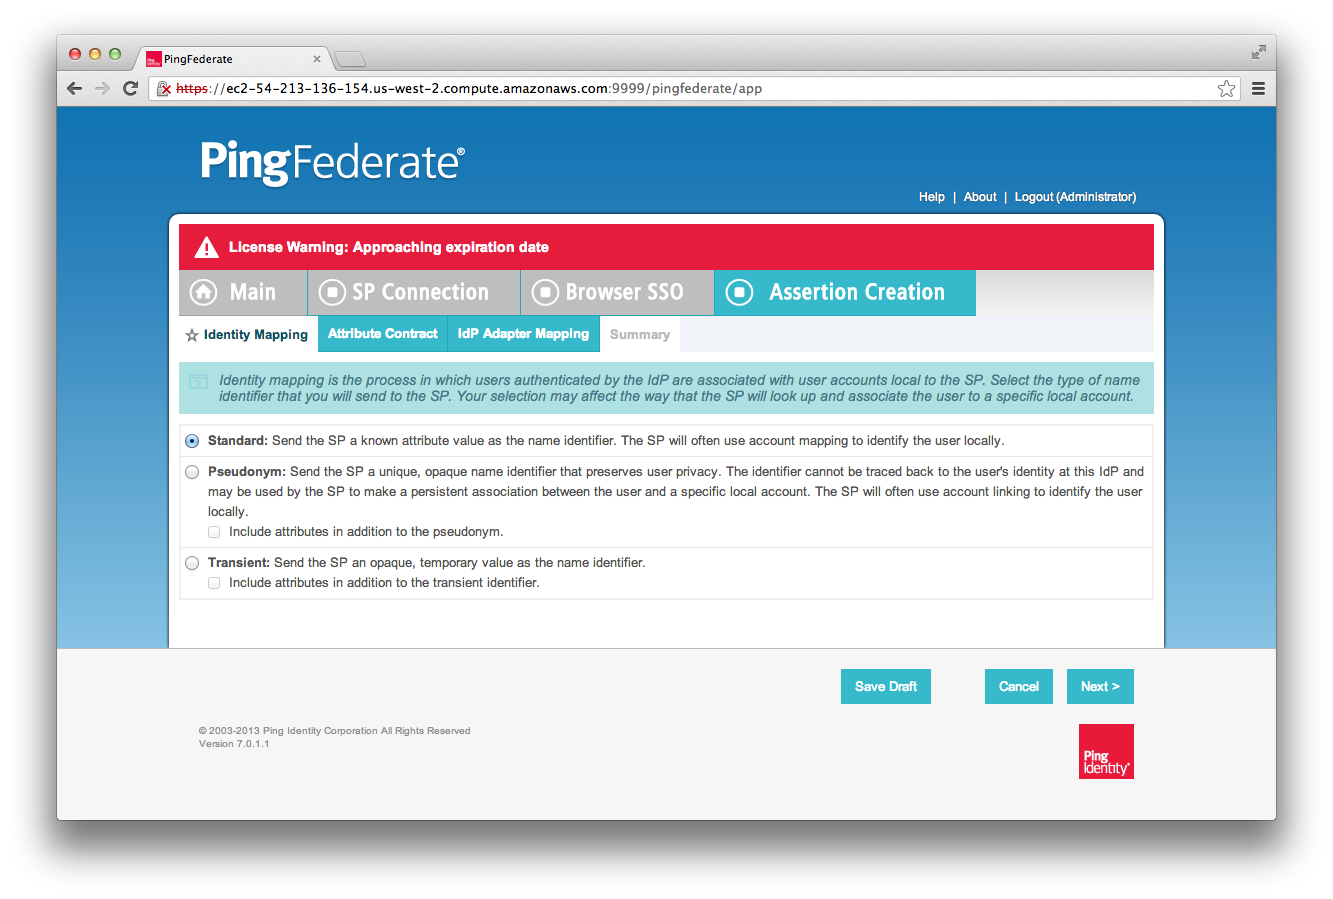 PingFederate
https://ec2-54-213-136-154.us-west-2.compute.amazonaws.com:9999/pingfederate/app
PingFederate®
Help | About | Logout (Administrator)
License Warning: Approaching expiration date
Main SP Connection Browser SSO Assertion Creation
Identity Mapping Attribute Contract IdP Adapter Mapping Summary
Identity mapping is the process in which users authenticated by the IdP are associated with user accounts local to the SP. Select the type of name
identifier that you will send to the SP. Your selection may affect the way that the SP will look up and associate the user to a specific local account.
Standard: Send the SP a known attribute value as the name identifier. The SP will often use account mapping to identify the user locally.
Pseudonym: Send the SP a unique, opaque name identifier that preserves user privacy. The identifier cannot be traced back to the user's identity at this IdP and
may be used by the SP to make a persistent association between the user and a specific local account. The SP will often use account linking to identify the user
locally.
Include attributes in addition to the pseudonym.
Transient: Send the SP an opaque, temporary value as the name identifier.
Include attributes in addition to the transient identifier.
Save Draft Cancel Next >
© 2003-2013 Ping Identity Corporation All Rights Reserved
Version 7.0.1.1
Ping
Identity